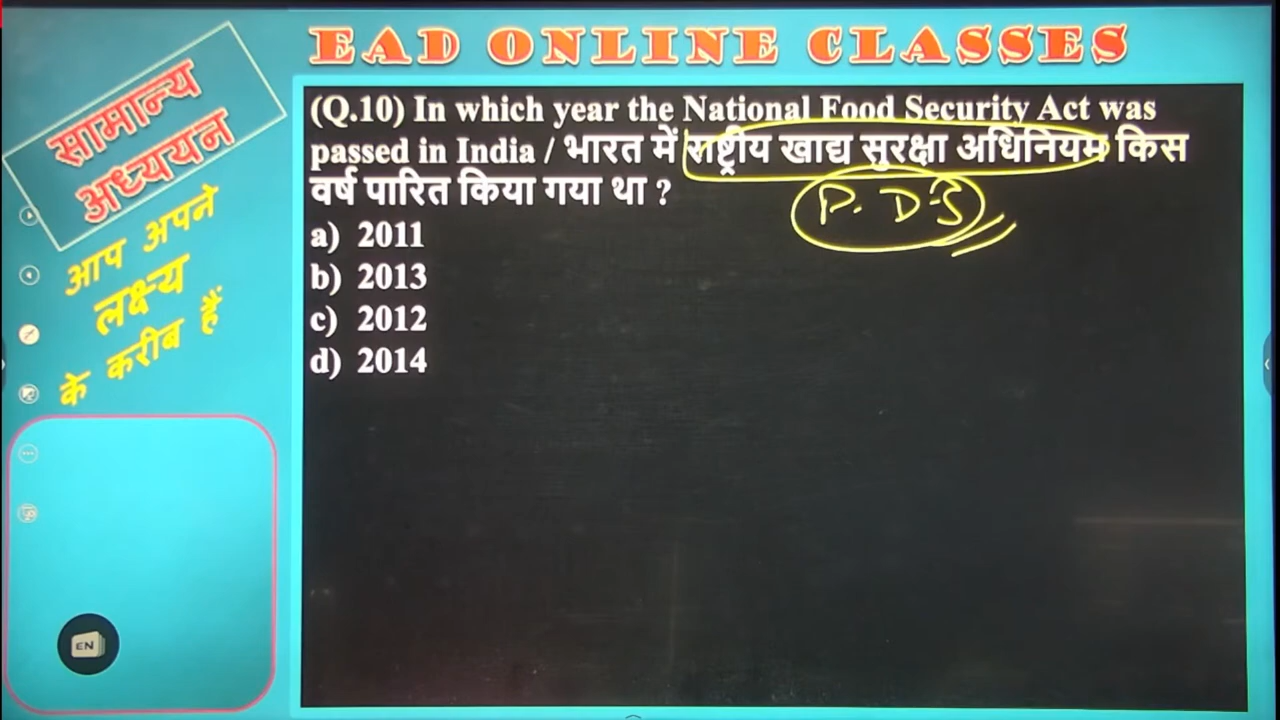 EAD ONLINE CLASSES
सामान्य
अध्ययन
आप अपने
लक्ष्य
के करीब हैं
(Q.10) In which year the National Food Security Act was
passed in India / भारत में राष्ट्रीय खाद्य सुरक्षा अधिनियम किस
वर्ष पारित किया गया था ?
P. D.S
a) 2011
b) 2013
c) 2012
d) 2014
EN